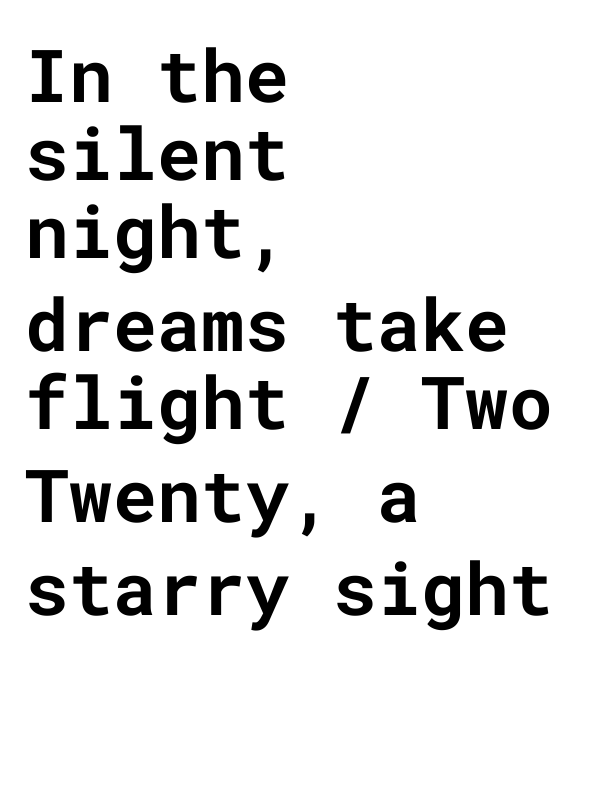 In the
silent
night,
dreams take
flight / Two
Twenty, a
starry sight